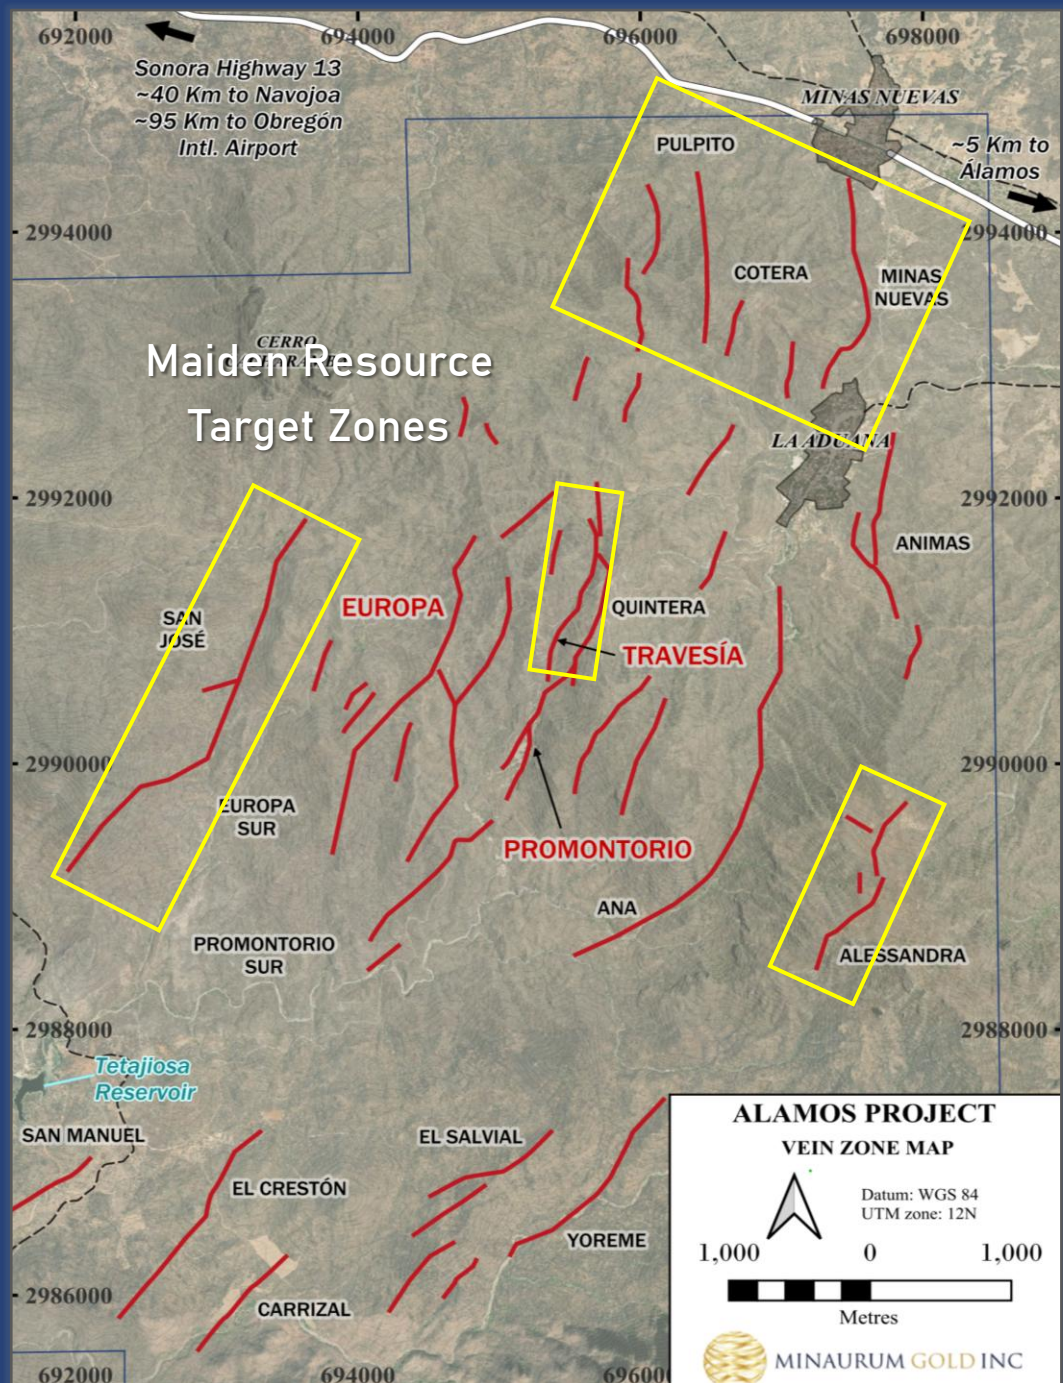 692000
694000
696000
698000
Sonora Highway 13
~40 Km to Navojoa
~95 Km to Obregón
Intl. Airport
MINAS NUEVAS
~5 Km to
Álamos
PULPITO
2994000
2994000
COTERA
MINAS
NUEVAS
CERRO
Maiden Resource
Target Zones
LA ADUANA
2992000
2992000
ANIMAS
SAN
JOSÉ
EUROPA
QUINTERA
TRAVESÍA
2990000
2990000
EUROPA
SUR
PROMONTORIO
ANA
PROMONTORIO
SUR
ALESSANDRA
2988000
2988000
Tetajiosa
Reservoir
SAN MANUEL
EL SALVIAL
EL CRESTÓN
YOREME
2986000
CARRIZAL
692000
694000
696000
ALAMOS PROJECT
VEIN ZONE MAP
Datum: WGS 84
UTM zone: 12N
1,000 0 1,000
Metres
MINAURUM GOLD INC